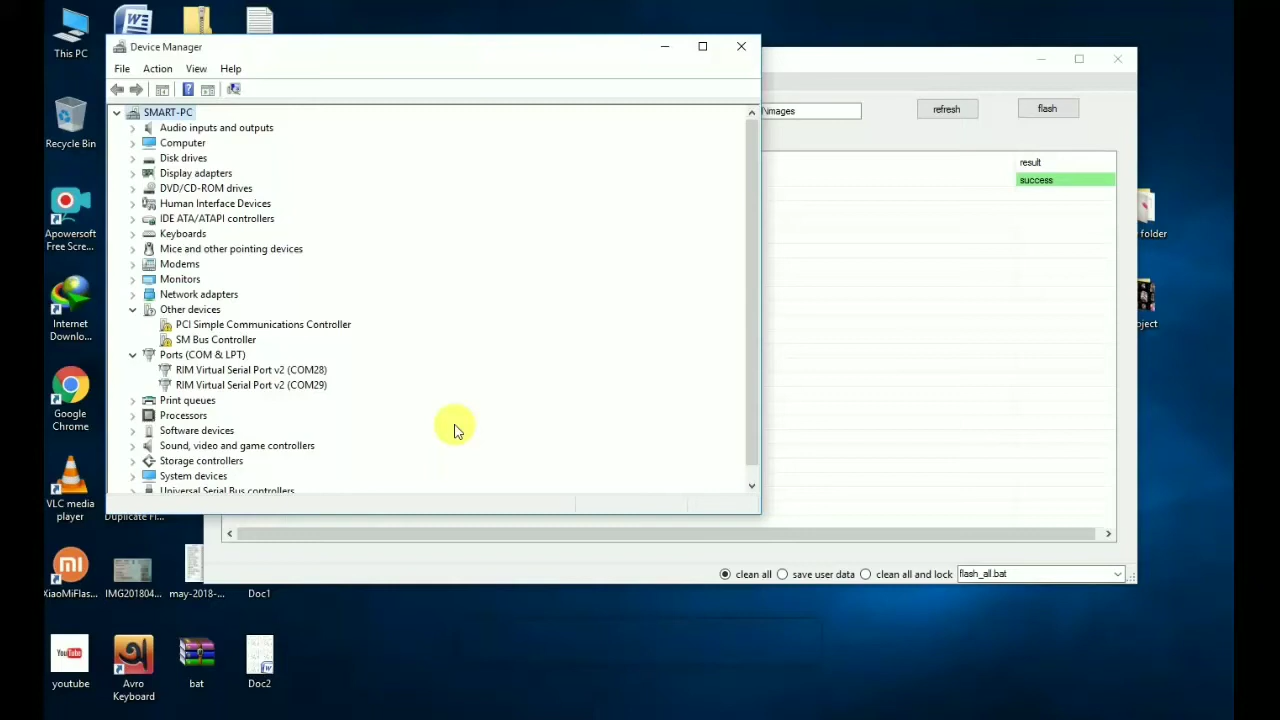 This PC
Recycle Bin
Apowersoft
Free Scre...
Internet
Downlo...
Google
Chrome
VLC media
player
XiaoMiFlas...
youtube
Avro
Keyboard
IMG201804...
may-2018-...
bat
Doc1
Doc2
Device Manager
File
Action
View
Help
SMART-PC
Audio inputs and outputs
Computer
Disk drives
Display adapters
DVD/CD-ROM drives
Human Interface Devices
IDE ATA/ATAPI controllers
Keyboards
Mice and other pointing devices
Modems
Monitors
Network adapters
Other devices
PCI Simple Communications Controller
SM Bus Controller
Ports (COM & LPT)
RIM Virtual Serial Port v2 (COM28)
RIM Virtual Serial Port v2 (COM29)
Print queues
Processors
Software devices
Sound, video and game controllers
Storage controllers
System devices
Universal Serial Bus controllers
Duplicate Fi...
\images
refresh
flash
result
success
clean all
save user data
clean all and lock
flash_all.bat
folder